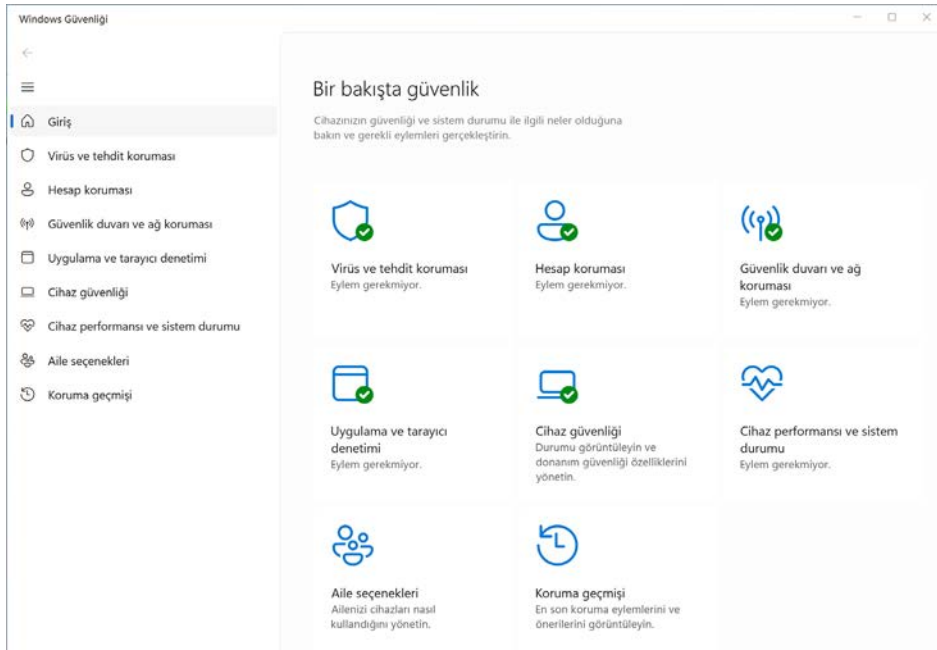 Windows Güvenliği
Giriş
Virüs ve tehdit koruması
Hesap koruması
Güvenlik duvarı ve ağ koruması
Uygulama ve tarayıcı denetimi
Cihaz güvenliği
Cihaz performansı ve sistem durumu
Aile seçenekleri
Koruma geçmişi
Bir bakışta güvenlik
Cihazınızın güvenliği ve sistem durumu ile ilgili neler olduğuna
bakın ve gerekli eylemleri gerçekleştirin.
Virüs ve tehdit koruması
Eylem gerekmiyor.
Hesap koruması
Eylem gerekmiyor.
Güvenlik duvarı ve ağ
koruması
Eylem gerekmiyor.
Uygulama ve tarayıcı
denetimi
Eylem gerekmiyor.
Cihaz güvenliği
Durumu görüntüleyin ve
donanım güvenliği özelliklerini
yönetin.
Cihaz performansı ve sistem
durumu
Eylem gerekmiyor.
Aile seçenekleri
Ailenizi cihazları nasıl
kullandığını yönetin.
Koruma geçmişi
En son koruma eylemlerini ve
önerilerini görüntüleyin.